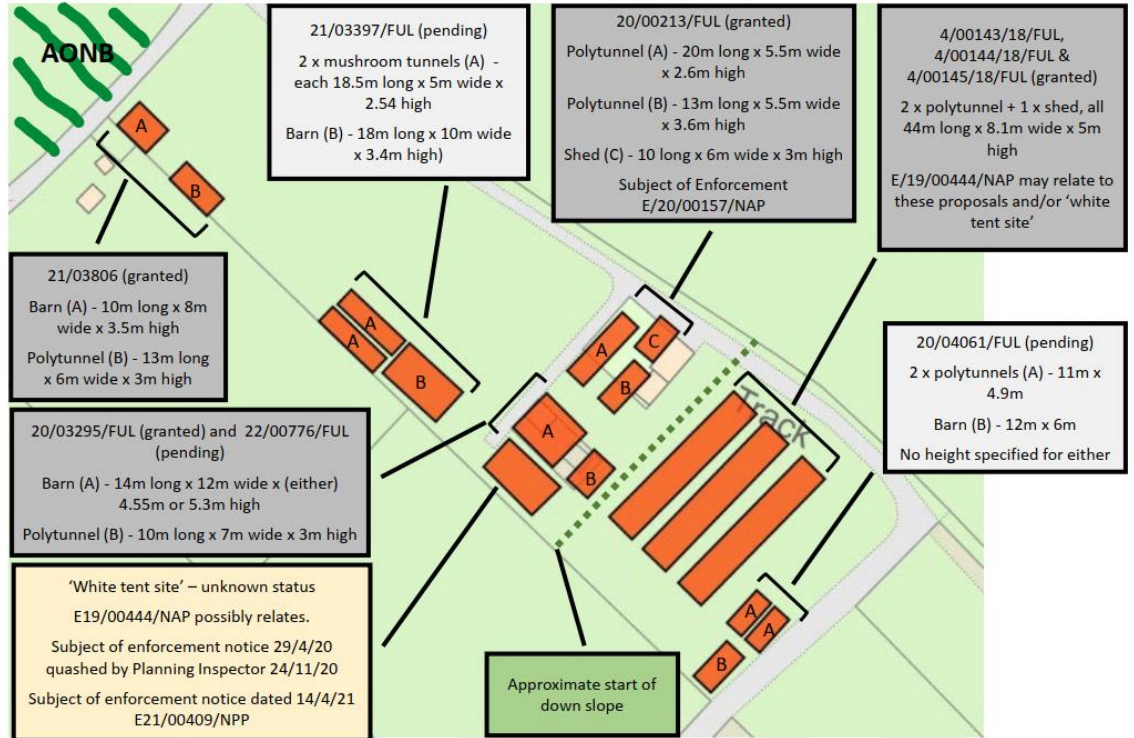 AONB
21/03397/FUL (pending)
2 x mushroom tunnels (A) -
each 18.5m long x 5m wide x
2.54 high
Barn (B) - 18m long x 10m wide
x 3.4m high)
20/00213/FUL (granted)
Polytunnel (A) - 20m long x 5.5m wide
x 2.6m high
Polytunnel (B) - 13m long x 5.5m wide
x 3.6m high
Shed (C) - 10 long x 6m wide x 3m high
Subject of Enforcement
E/20/00157/NAP
4/00143/18/FUL,
4/00144/18/FUL &
4/00145/18/FUL (granted)
2 x polytunnel + 1 x shed, all
44m long x 8.1m wide x 5m
high
E/19/00444/NAP may relate to
these proposals and/or ‘white
tent site’
A
B
21/03806 (granted)
Barn (A) - 10m long x 8m
wide x 3.5m high
Polytunnel (B) - 13m long
x 6m wide x 3m high
A
A
B
A
B
C
A
B
Track
20/04061/FUL (pending)
2 x polytunnels (A) - 11m x
4.9m
Barn (B) - 12m x 6m
No height specified for either
20/03295/FUL (granted) and 22/00776/FUL
(pending)
Barn (A) - 14m long x 12m wide x (either)
4.55m or 5.3m high
Polytunnel (B) - 10m long x 7m wide x 3m high
‘White tent site’ – unknown status
E19/00444/NAP possibly relates.
Subject of enforcement notice 29/4/20
quashed by Planning Inspector 24/11/20
Subject of enforcement notice dated 14/4/21
E21/00409/NPP
Approximate start of
down slope
A
A
B